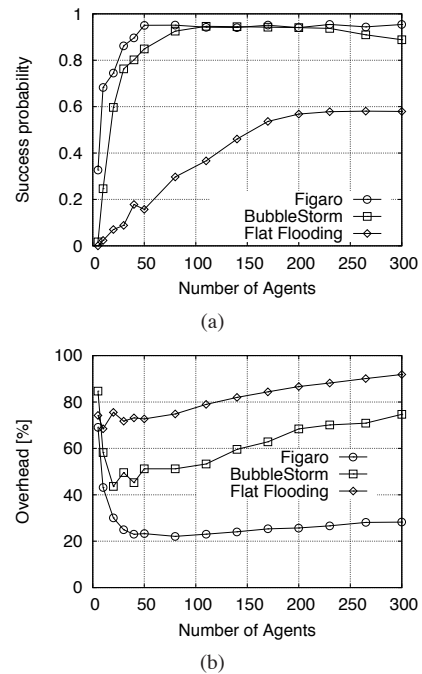 1
0.8
0.6
0.4
0.2
0
Success probability
Figaro
BubbleStorm
Flat Flooding
0 50 100 150 200 250 300
Number of Agents
(a)
100
80
60
40
20
0
Overhead [%]
Figaro
BubbleStorm
Flat Flooding
0 50 100 150 200 250 300
Number of Agents
(b)